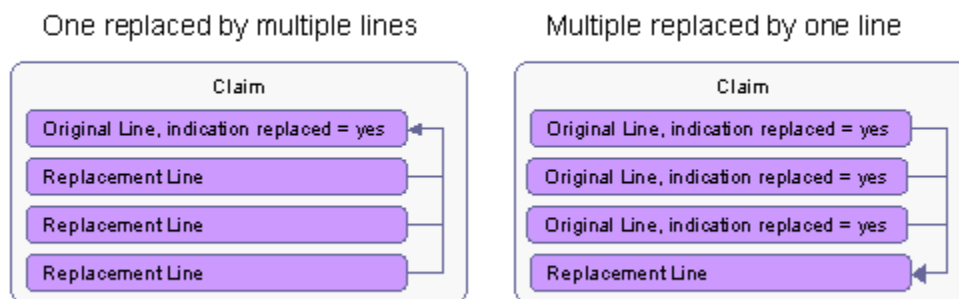 One replaced by multiple lines
Claim
Original Line, indication replaced = yes
Replacement Line
Replacement Line
Replacement Line
Multiple replaced by one line
Claim
Original Line, indication replaced = yes
Original Line, indication replaced = yes
Original Line, indication replaced = yes
Replacement Line